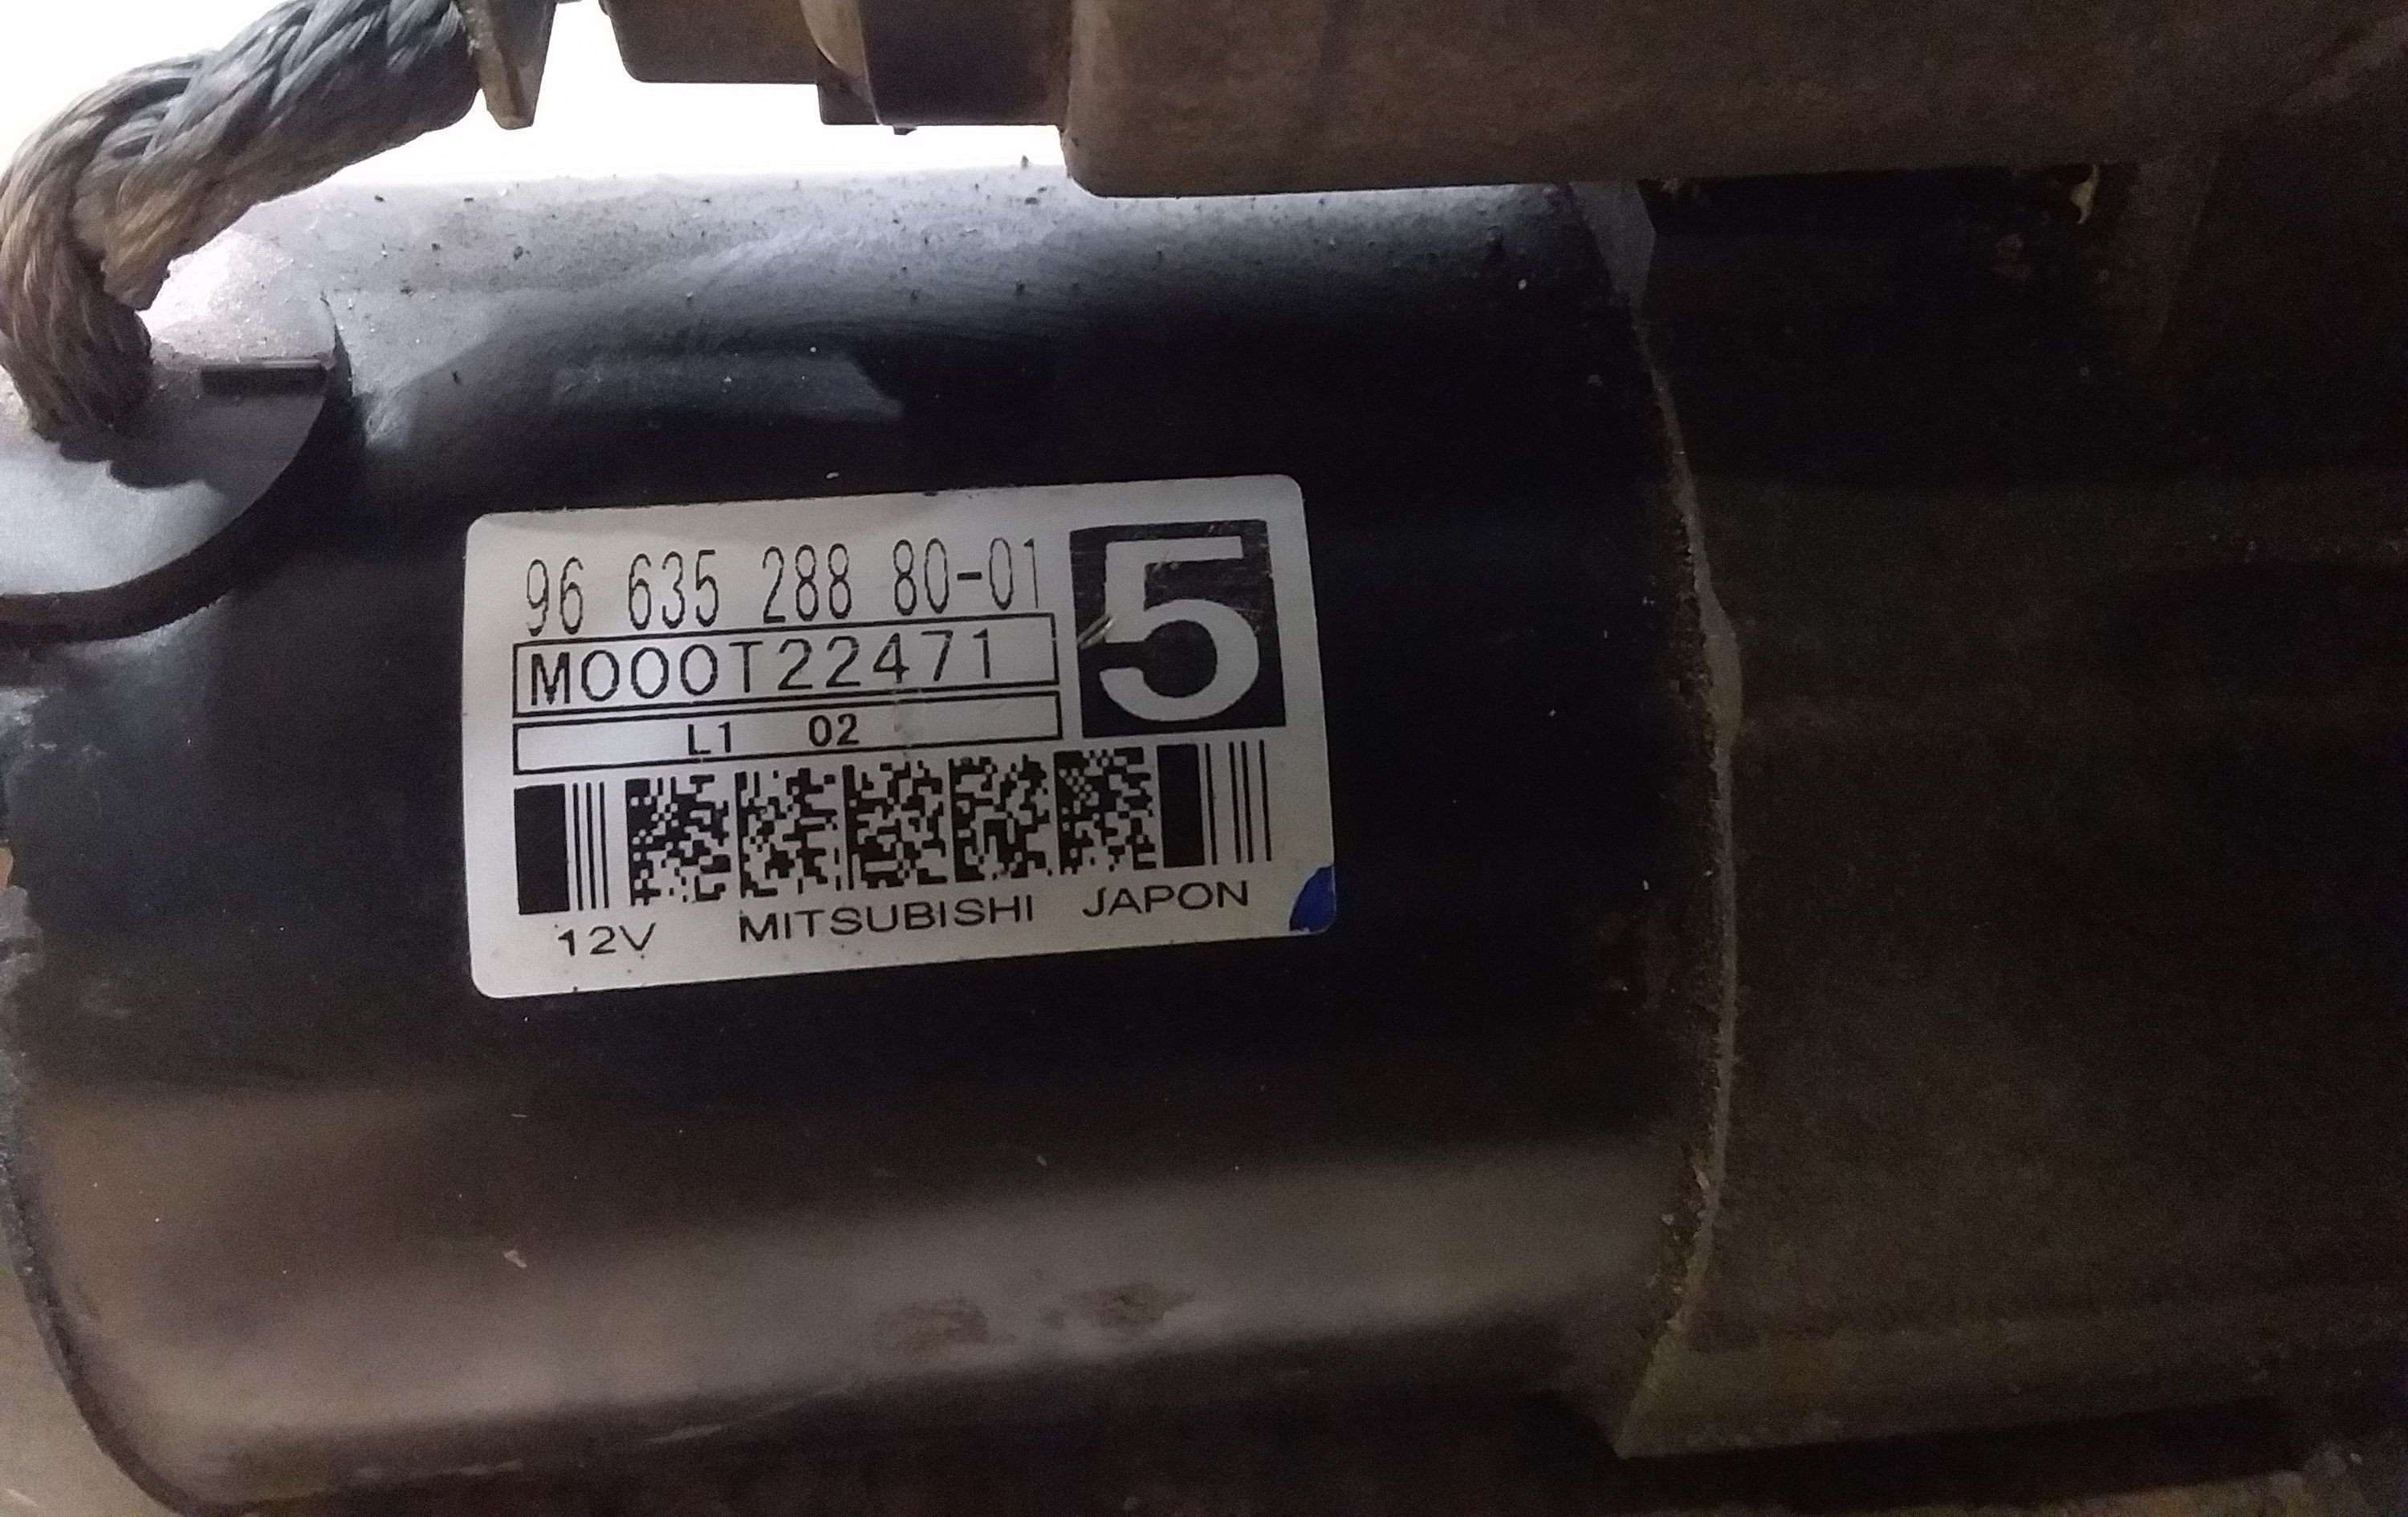 96 635 288 80-01
5
M000T22471
L1 02
12V MITSUBISHI JAPON